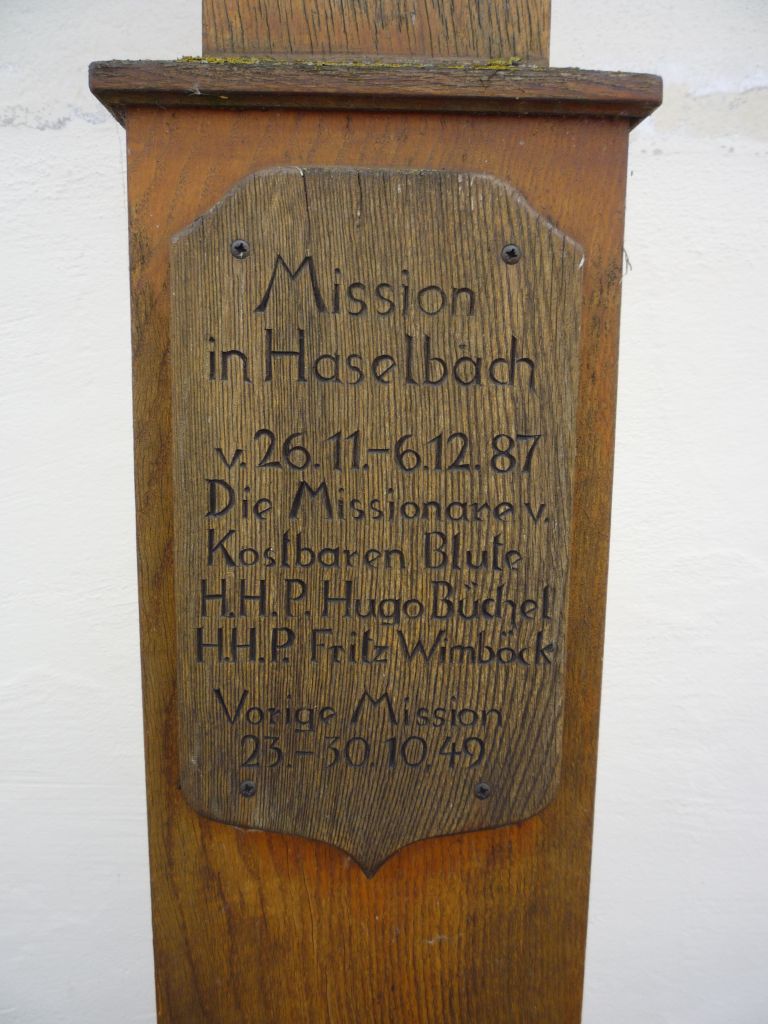 Mission
in Haselbach
v. 26.11.-6.12.87
Die Missionare v.
Kostbaren Blute
H.H.P. Hugo Büchel
H.H.P. Fritz Wimböck
Vorige Mission
23.-30.10.49